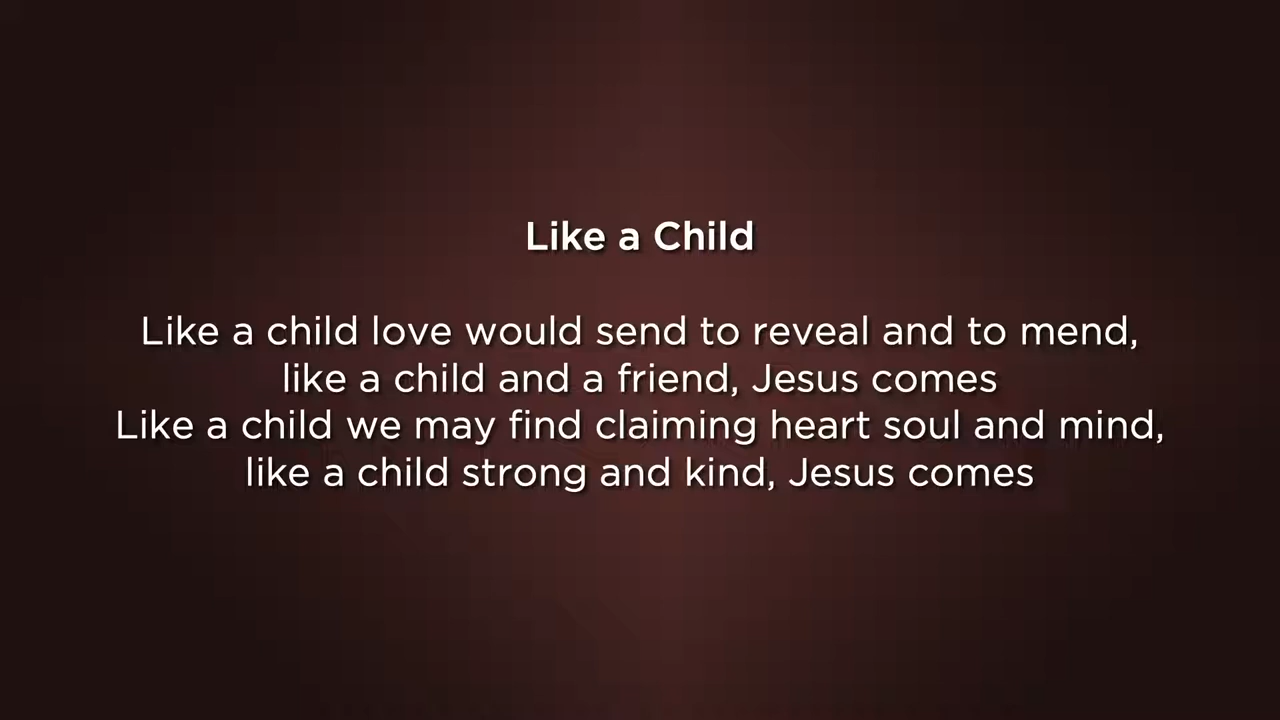 Like a Child
Like a child love would send to reveal and to mend,
like a child and a friend, Jesus comes
Like a child we may find claiming heart soul and mind,
like a child strong and kind, Jesus comes